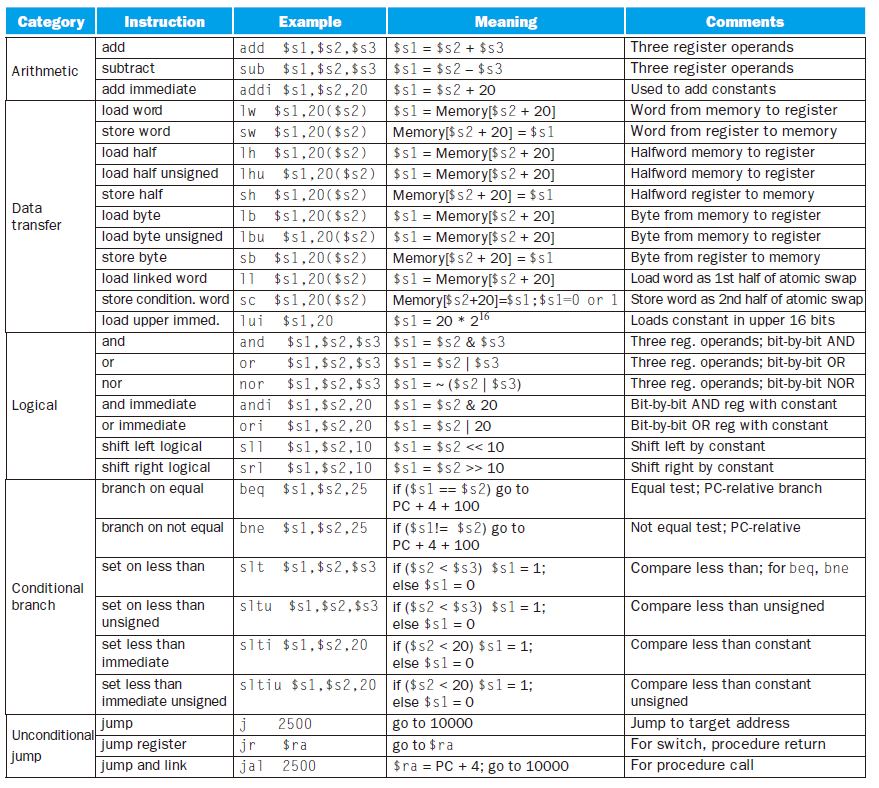 Category Instruction Example Meaning Comments
Arithmetic
add add $s1,$s2,$s3 $s1 = $s2 + $s3 Three register operands
subtract sub $s1,$s2,$s3 $s1 = $s2 – $s3 Three register operands
add immediate addi $s1,$s2,20 $s1 = $s2 + 20 Used to add constants
Data
transfer
load word lw $s1,20($s2) $s1 = Memory[$s2 + 20] Word from memory to register
store word sw $s1,20($s2) Memory[$s2 + 20] = $s1 Word from register to memory
load half lh $s1,20($s2) $s1 = Memory[$s2 + 20] Halfword memory to register
load half unsigned lhu $s1,20($s2) $s1 = Memory[$s2 + 20] Halfword memory to register
store half sh $s1,20($s2) Memory[$s2 + 20] = $s1 Halfword register to memory
load byte lb $s1,20($s2) $s1 = Memory[$s2 + 20] Byte from memory to register
load byte unsigned lbu $s1,20($s2) $s1 = Memory[$s2 + 20] Byte from memory to register
store byte sb $s1,20($s2) Memory[$s2 + 20] = $s1 Byte from register to memory
load linked word ll $s1,20($s2) $s1 = Memory[$s2 + 20] Load word as 1st half of atomic swap
store condition. word sc $s1,20($s2) Memory[$s2+20]=$s1;$s1=0 or 1 Store word as 2nd half of atomic swap
load upper immed. lui $s1,20 $s1 = 20 * 2¹⁶ Loads constant in upper 16 bits
Logical
and and $s1,$s2,$s3 $s1 = $s2 & $s3 Three reg. operands; bit-by-bit AND
or or $s1,$s2,$s3 $s1 = $s2 | $s3 Three reg. operands; bit-by-bit OR
nor nor $s1,$s2,$s3 $s1 = ~ ($s2 | $s3) Three reg. operands; bit-by-bit NOR
and immediate andi $s1,$s2,20 $s1 = $s2 & 20 Bit-by-bit AND reg with constant
or immediate ori $s1,$s2,20 $s1 = $s2 | 20 Bit-by-bit OR reg with constant
shift left logical sll $s1,$s2,10 $s1 = $s2 << 10 Shift left by constant
shift right logical srl $s1,$s2,10 $s1 = $s2 >> 10 Shift right by constant
Conditional
branch
branch on equal beq $s1,$s2,25 if ($s1 == $s2) go to Equal test; PC-relative branch
PC + 4 + 100
branch on not equal bne $s1,$s2,25 if ($s1!= $s2) go to Not equal test; PC-relative
PC + 4 + 100
set on less than slt $s1,$s2,$s3 if ($s2 < $s3) $s1 = 1; Compare less than; for beq, bne
else $s1 = 0
set on less than sltu $s1,$s2,$s3 if ($s2 < $s3) $s1 = 1; Compare less than unsigned
unsigned else $s1 = 0
set less than slti $s1,$s2,20 if ($s2 < 20) $s1 = 1; Compare less than constant
immediate else $s1 = 0
set less than sltiu $s1,$s2,20 if ($s2 < 20) $s1 = 1; Compare less than constant
immediate unsigned else $s1 = 0 unsigned
Unconditional
jump
jump j 2500 go to 10000 Jump to target address
jump register jr $ra go to $ra For switch, procedure return
jump and link jal 2500 $ra = PC + 4; go to 10000 For procedure call